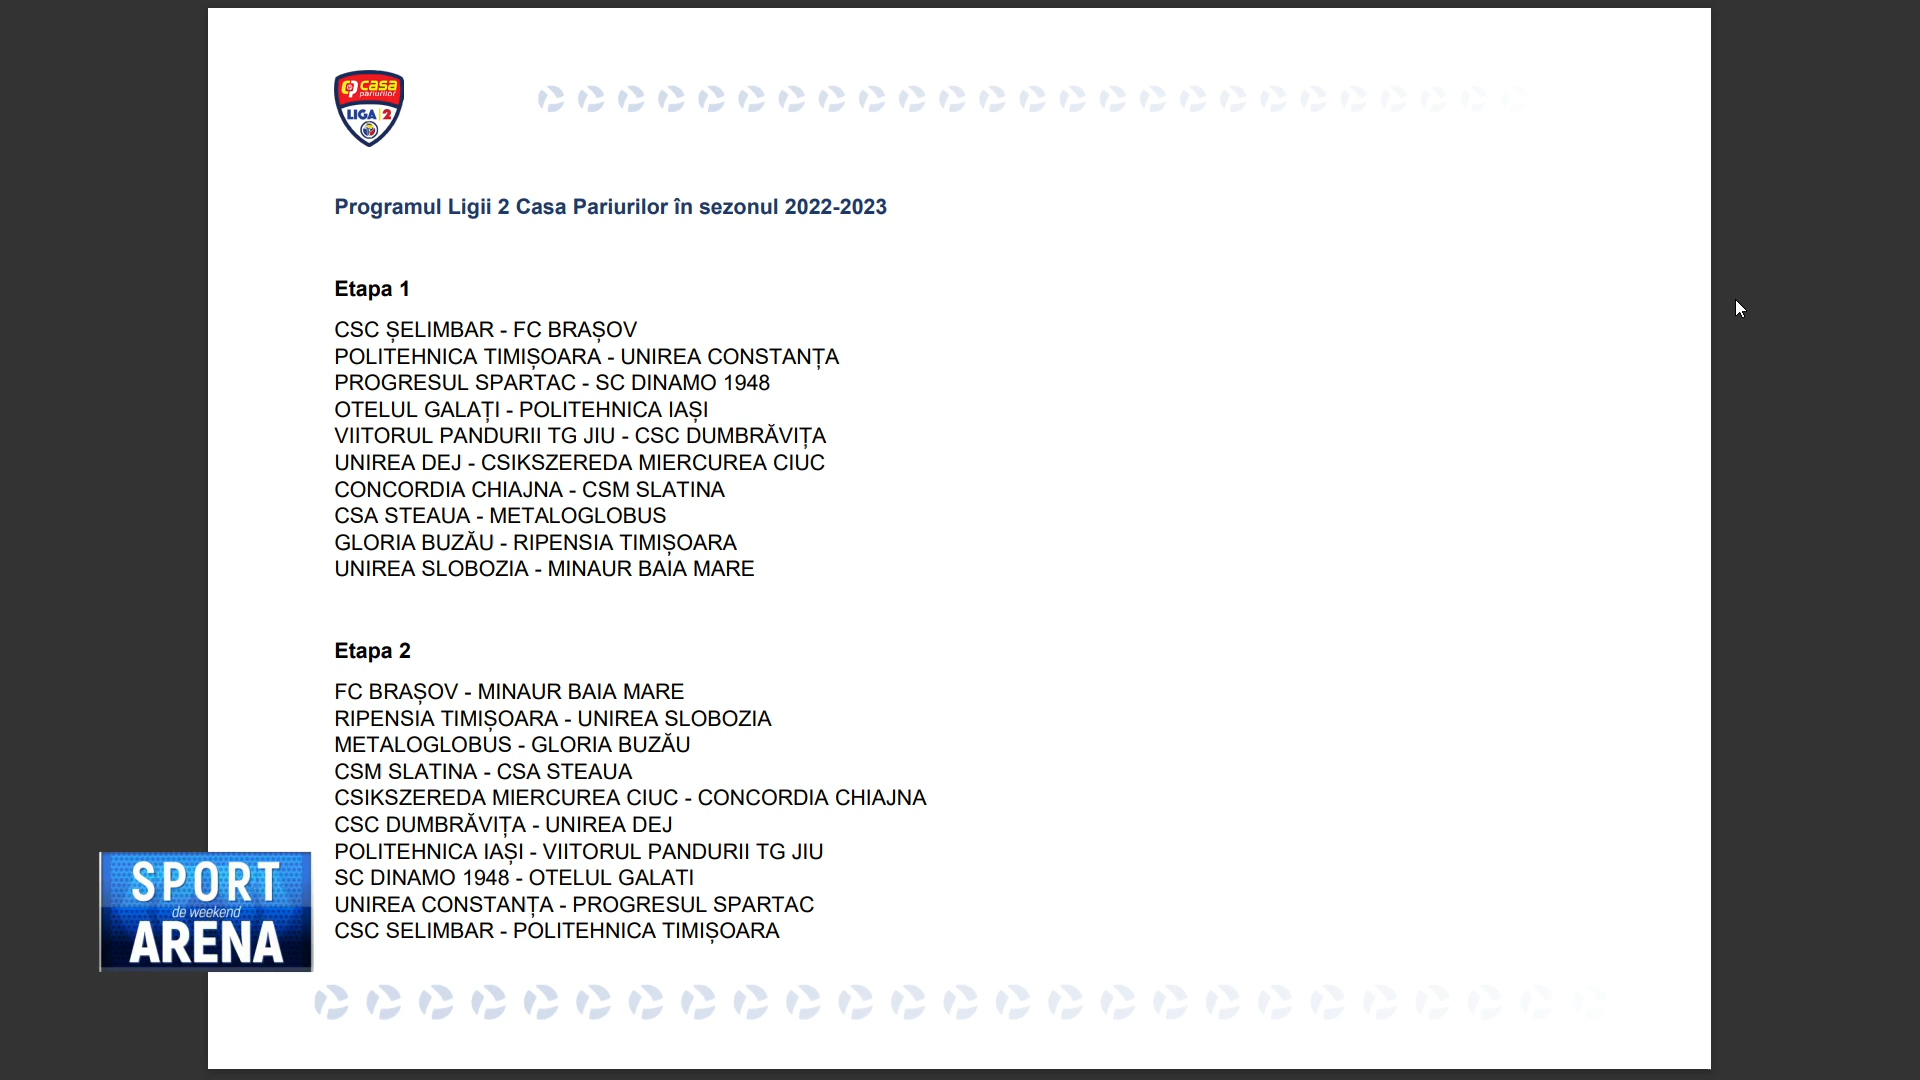 casa
pariurilor
LIGA 2
Programul Ligii 2 Casa Pariurilor în sezonul 2022-2023
Etapa 1
CSC ȘELIMBAR - FC BRAȘOV
POLITEHNICA TIMIȘOARA - UNIREA CONSTANȚA
PROGRESUL SPARTAC - SC DINAMO 1948
OTELUL GALAȚI - POLITEHNICA IAȘI
VIITORUL PANDURII TG JIU - CSC DUMBRĂVIȚA
UNIREA DEJ - CSIKSZEREDA MIERCUREA CIUC
CONCORDIA CHIAJNA - CSM SLATINA
CSA STEAUA - METALOGLOBUS
GLORIA BUZĂU - RIPENSIA TIMIȘOARA
UNIREA SLOBOZIA - MINAUR BAIA MARE
Etapa 2
FC BRAȘOV - MINAUR BAIA MARE
RIPENSIA TIMIȘOARA - UNIREA SLOBOZIA
METALOGLOBUS - GLORIA BUZĂU
CSM SLATINA - CSA STEAUA
CSIKSZEREDA MIERCUREA CIUC - CONCORDIA CHIAJNA
CSC DUMBRĂVIȚA - UNIREA DEJ
POLITEHNICA IAȘI - VIITORUL PANDURII TG JIU
SC DINAMO 1948 - OTELUL GALATI
UNIREA CONSTANȚA - PROGRESUL SPARTAC
CSC SELIMBAR - POLITEHNICA TIMIȘOARA
SPORT
de weekend
ARENA